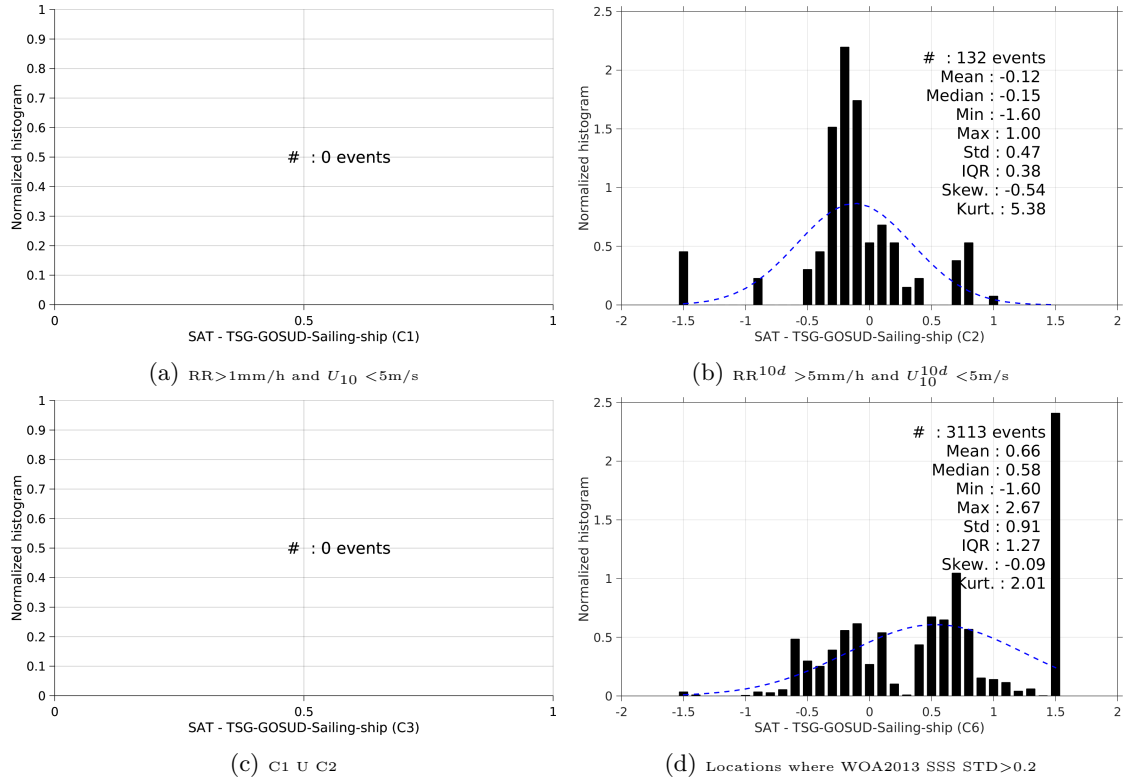 1
0.9
0.8
0.7
0.6
0.5
0.4
0.3
0.2
0.1
0
Normalized histogram
# : 0 events
0 0.5 1
SAT - TSG-GOSUD-Sailing-ship (C1)
(a) RR>1mm/h and U10 <5m/s
2.5
2
1.5
1
0.5
0
Normalized histogram
# : 132 events
Mean : -0.12
Median : -0.15
Min : -1.60
Max : 1.00
Std : 0.47
IQR : 0.38
Skew. : -0.54
Kurt. : 5.38
-2 -1.5 -1 -0.5 0 0.5 1 1.5 2
SAT - TSG-GOSUD-Sailing-ship (C2)
(b) RR10d >5mm/h and U10d10 <5m/s
1
0.9
0.8
0.7
0.6
0.5
0.4
0.3
0.2
0.1
0
Normalized histogram
# : 0 events
0 0.5 1
SAT - TSG-GOSUD-Sailing-ship (C3)
(c) C1 U C2
2.5
2
1.5
1
0.5
0
Normalized histogram
# : 3113 events
Mean : 0.66
Median : 0.58
Min : -1.60
Max : 2.67
Std : 0.91
IQR : 1.27
Skew. : -0.09
Kurt. : 2.01
-2 -1.5 -1 -0.5 0 0.5 1 1.5 2
SAT - TSG-GOSUD-Sailing-ship (C6)
(d) Locations where WOA2013 SSS STD>0.2